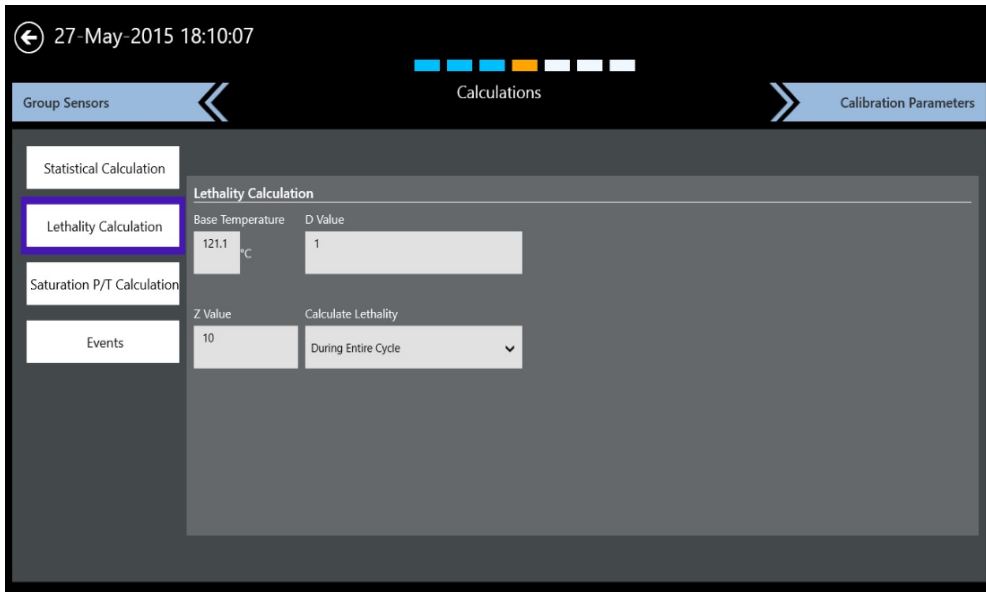 27-May-2015 18:10:07
Group Sensors
Calculations
Calibration Parameters
Statistical Calculation
Lethality Calculation
Saturation P/T Calculation
Events
Lethality Calculation
Base Temperature D Value
121.1 °C 1
Z Value Calculate Lethality
10 During Entire Cycle